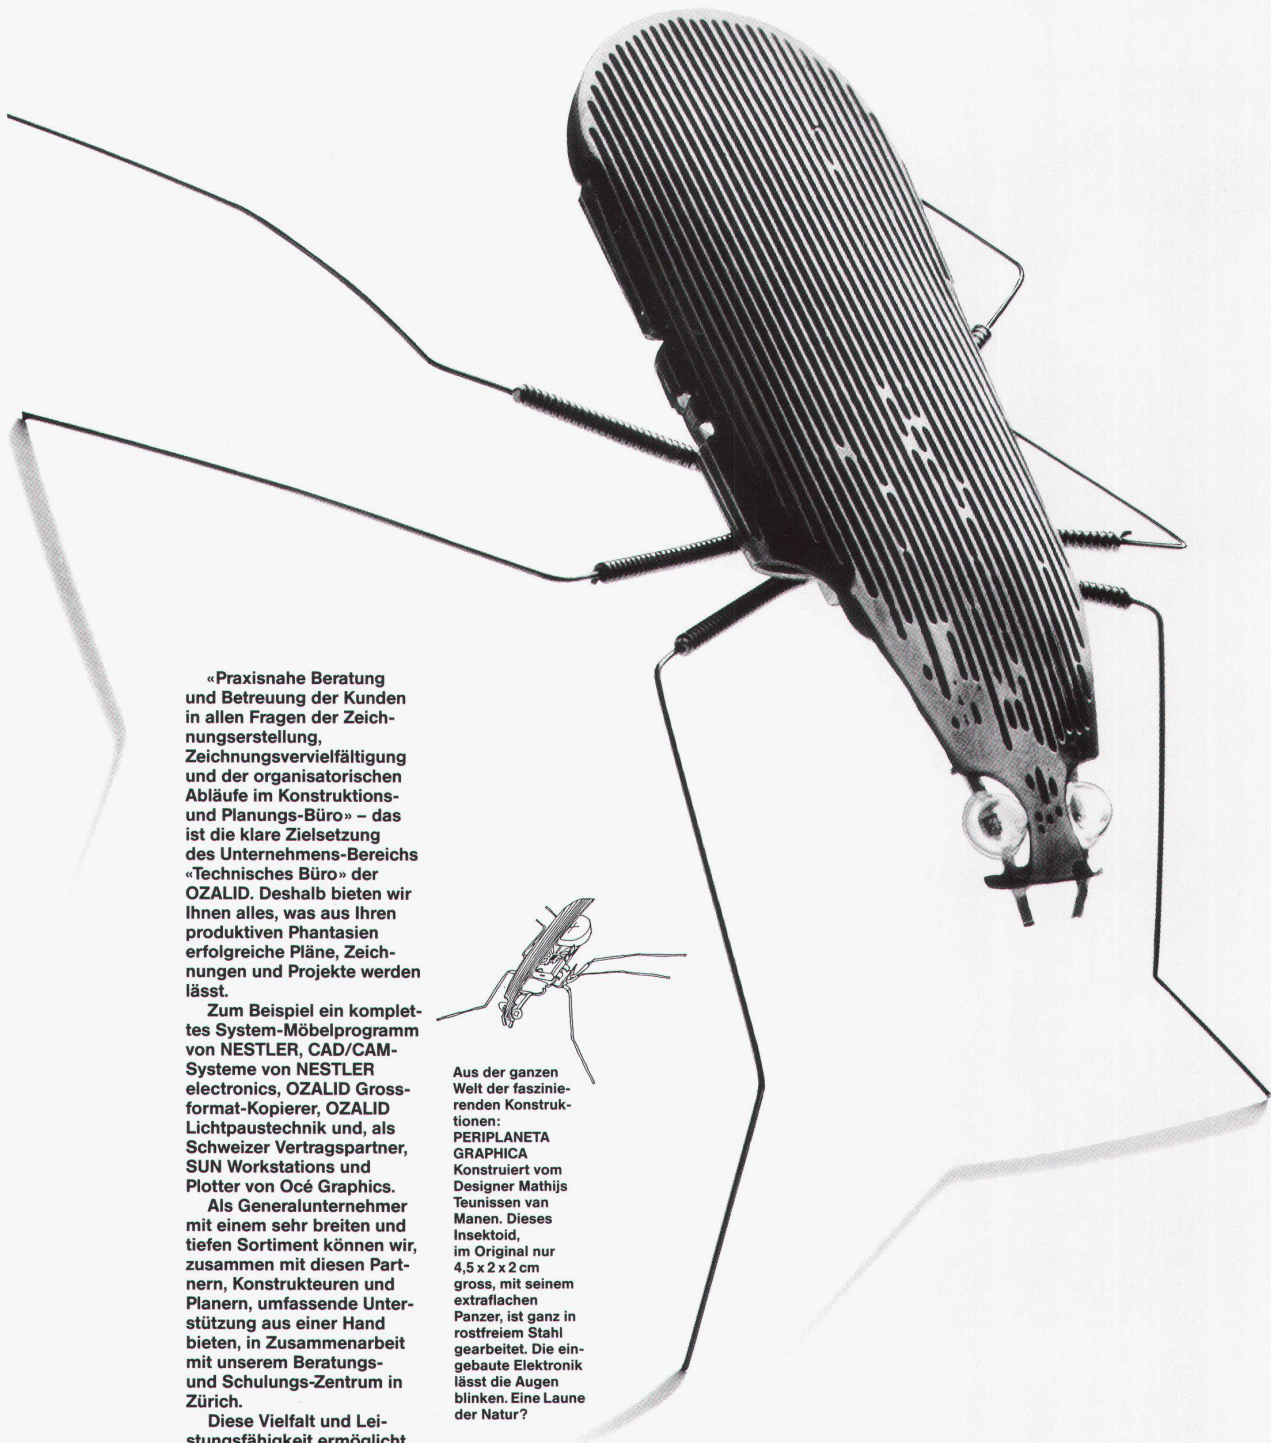 «Praxisnahe Beratung
und Betreuung der Kunden
in allen Fragen der Zeich-
nungserstellung,
Zeichnungsvervielfältigung
und der organisatorischen
Abläufe im Konstruktions-
und Planungs-Büro» – das
ist die klare Zielsetzung
des Unternehmens-Bereichs
«Technisches Büro» der
OZALID. Deshalb bieten wir
Ihnen alles, was aus Ihren
produktiven Phantasien
erfolgreiche Pläne, Zeich-
nungen und Projekte werden
lässt.
Zum Beispiel ein komplet-
tes System-Möbelprogramm
von NESTLER, CAD/CAM-
Systeme von NESTLER
electronics, OZALID Gross-
format-Kopierer, OZALID
Lichtpaustechnik und, als
Schweizer Vertragspartner,
SUN Workstations und
Plotter von Océ Graphics.
Als Generalunternehmer
mit einem sehr breiten und
tiefen Sortiment können wir,
zusammen mit diesen Part-
nern, Konstrukteuren und
Planern, umfassende Unter-
stützung aus einer Hand
bieten, in Zusammenarbeit
mit unserem Beratungs-
und Schulungs-Zentrum in
Zürich.
Diese Vielfalt und Lei-
stungsfähigkeit ermöglicht
Aus der ganzen
Welt der faszinie-
renden Konstruk-
tionen:
PERIPLANETA
GRAPHICA
Konstruiert vom
Designer Mathijs
Teunissen van
Manen. Dieses
Insektoid,
im Original nur
4,5 x 2 x 2 cm
gross, mit seinem
extraflachen
Panzer, ist ganz in
rostfreiem Stahl
gearbeitet. Die ein-
gebaute Elektronik
lässt die Augen
blinken. Eine Laune
der Natur?